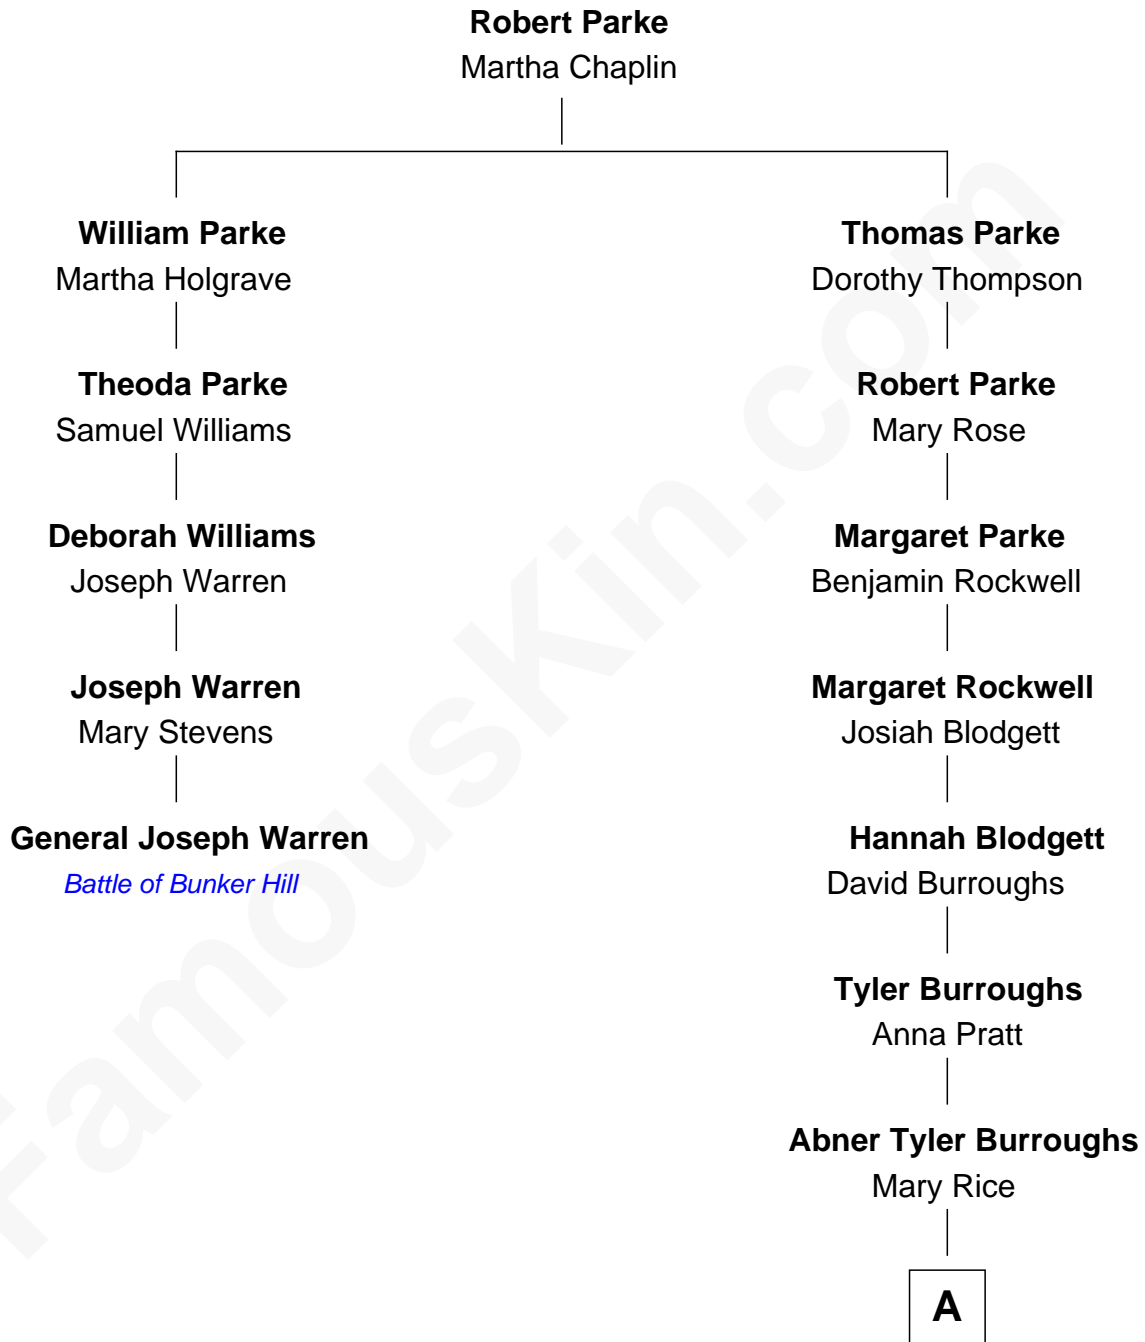 Robert Parke
Martha Chaplin
William Parke
Martha Holgrave
Theoda Parke
Samuel Williams
Deborah Williams
Joseph Warren
Joseph Warren
Mary Stevens
General Joseph Warren
Battle of Bunker Hill
Thomas Parke
Dorothy Thompson
Robert Parke
Mary Rose
Margaret Parke
Benjamin Rockwell
Margaret Rockwell
Josiah Blodgett
Hannah Blodgett
David Burroughs
Tyler Burroughs
Anna Pratt
Abner Tyler Burroughs
Mary Rice
A
FamousKin.com